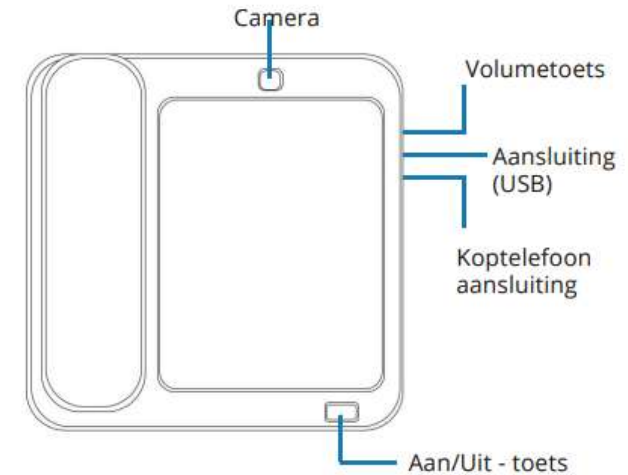 Camera
Volumetoets
Aansluiting
(USB)
Koptelefoon
aansluiting
Aan/Uit - toets